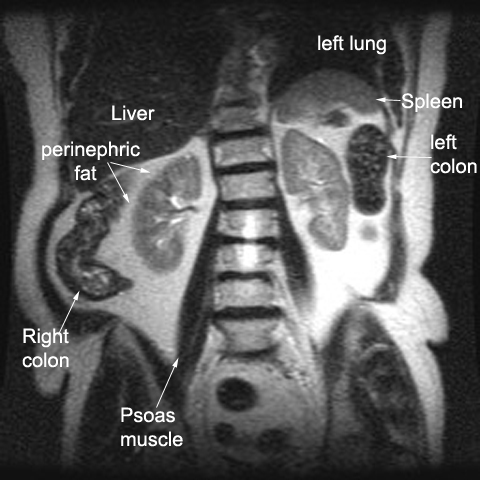 left lung
Spleen
Liver
left
colon
perinephric
fat
Right
colon
Psoas
muscle